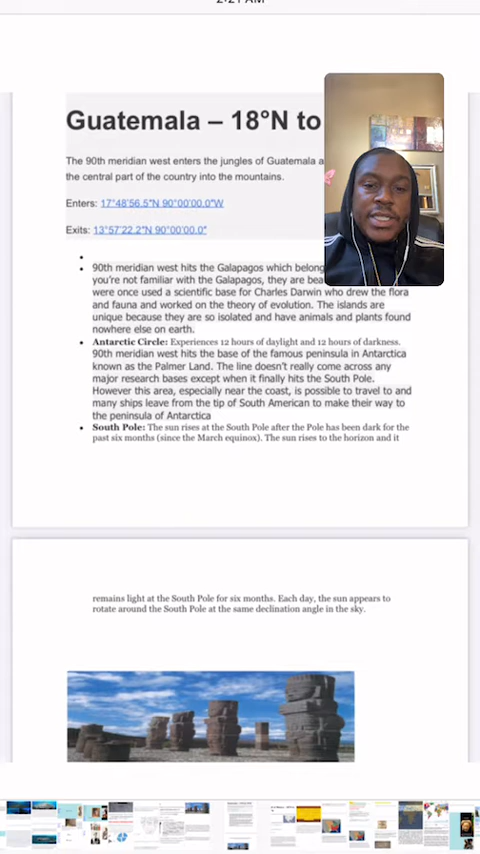 2:21 AM
Guatemala – 18°N to
The 90th meridian west enters the jungles of Guatemala a
the central part of the country into the mountains.
Enters: 17°48'56.5"N 90°00'00.0"W
Exits: 13°57'22.2"N 90°00'00.0"
90th meridian west hits the Galapagos which belong
you're not familiar with the Galapagos, they are bea
were once used a scientific base for Charles Darwin who drew the flora
and fauna and worked on the theory of evolution. The islands are
unique because they are so isolated and have animals and plants found
nowhere else on earth.
Antarctic Circle: Experiences 12 hours of daylight and 12 hours of darkness.
90th meridian west hits the base of the famous peninsula in Antarctica
known as the Palmer Land. The line doesn't really come across any
major research bases except when it finally hits the South Pole.
However this area, especially near the coast, is possible to travel to and
many ships leave from the tip of South American to make their way to
the peninsula of Antarctica
South Pole: The sun rises at the South Pole after the Pole has been dark for the
past six months (since the March equinox). The sun rises to the horizon and it
remains light at the South Pole for six months. Each day, the sun appears to
rotate around the South Pole at the same declination angle in the sky.